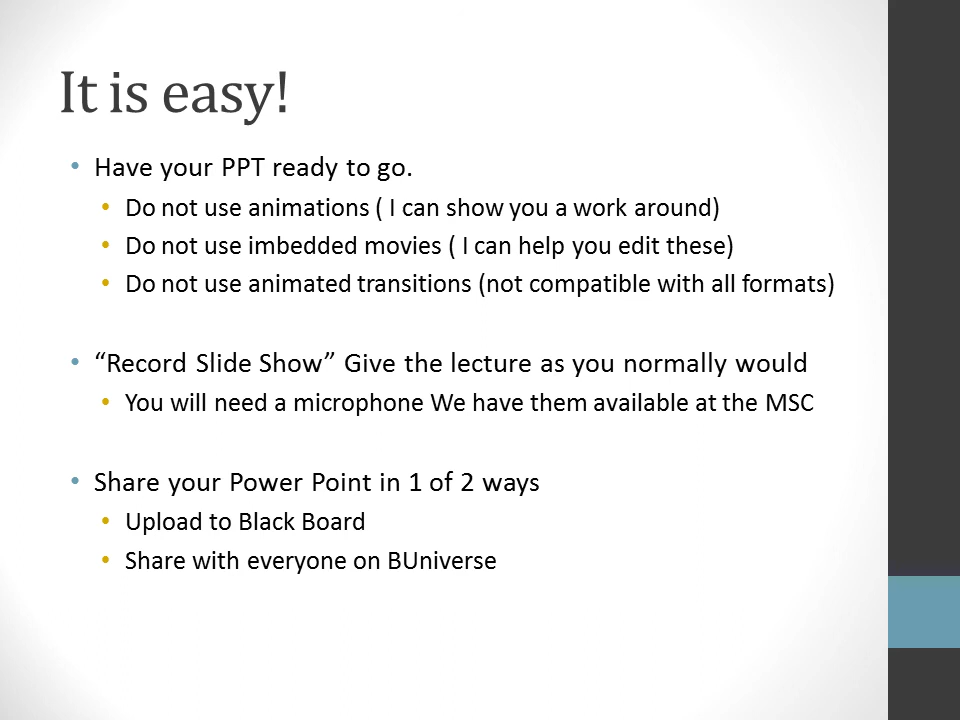 It is easy!
• Have your PPT ready to go.
• Do not use animations ( I can show you a work around)
• Do not use imbedded movies ( I can help you edit these)
• Do not use animated transitions (not compatible with all formats)
• “Record Slide Show” Give the lecture as you normally would
• You will need a microphone We have them available at the MSC
• Share your Power Point in 1 of 2 ways
• Upload to Black Board
• Share with everyone on BUniverse